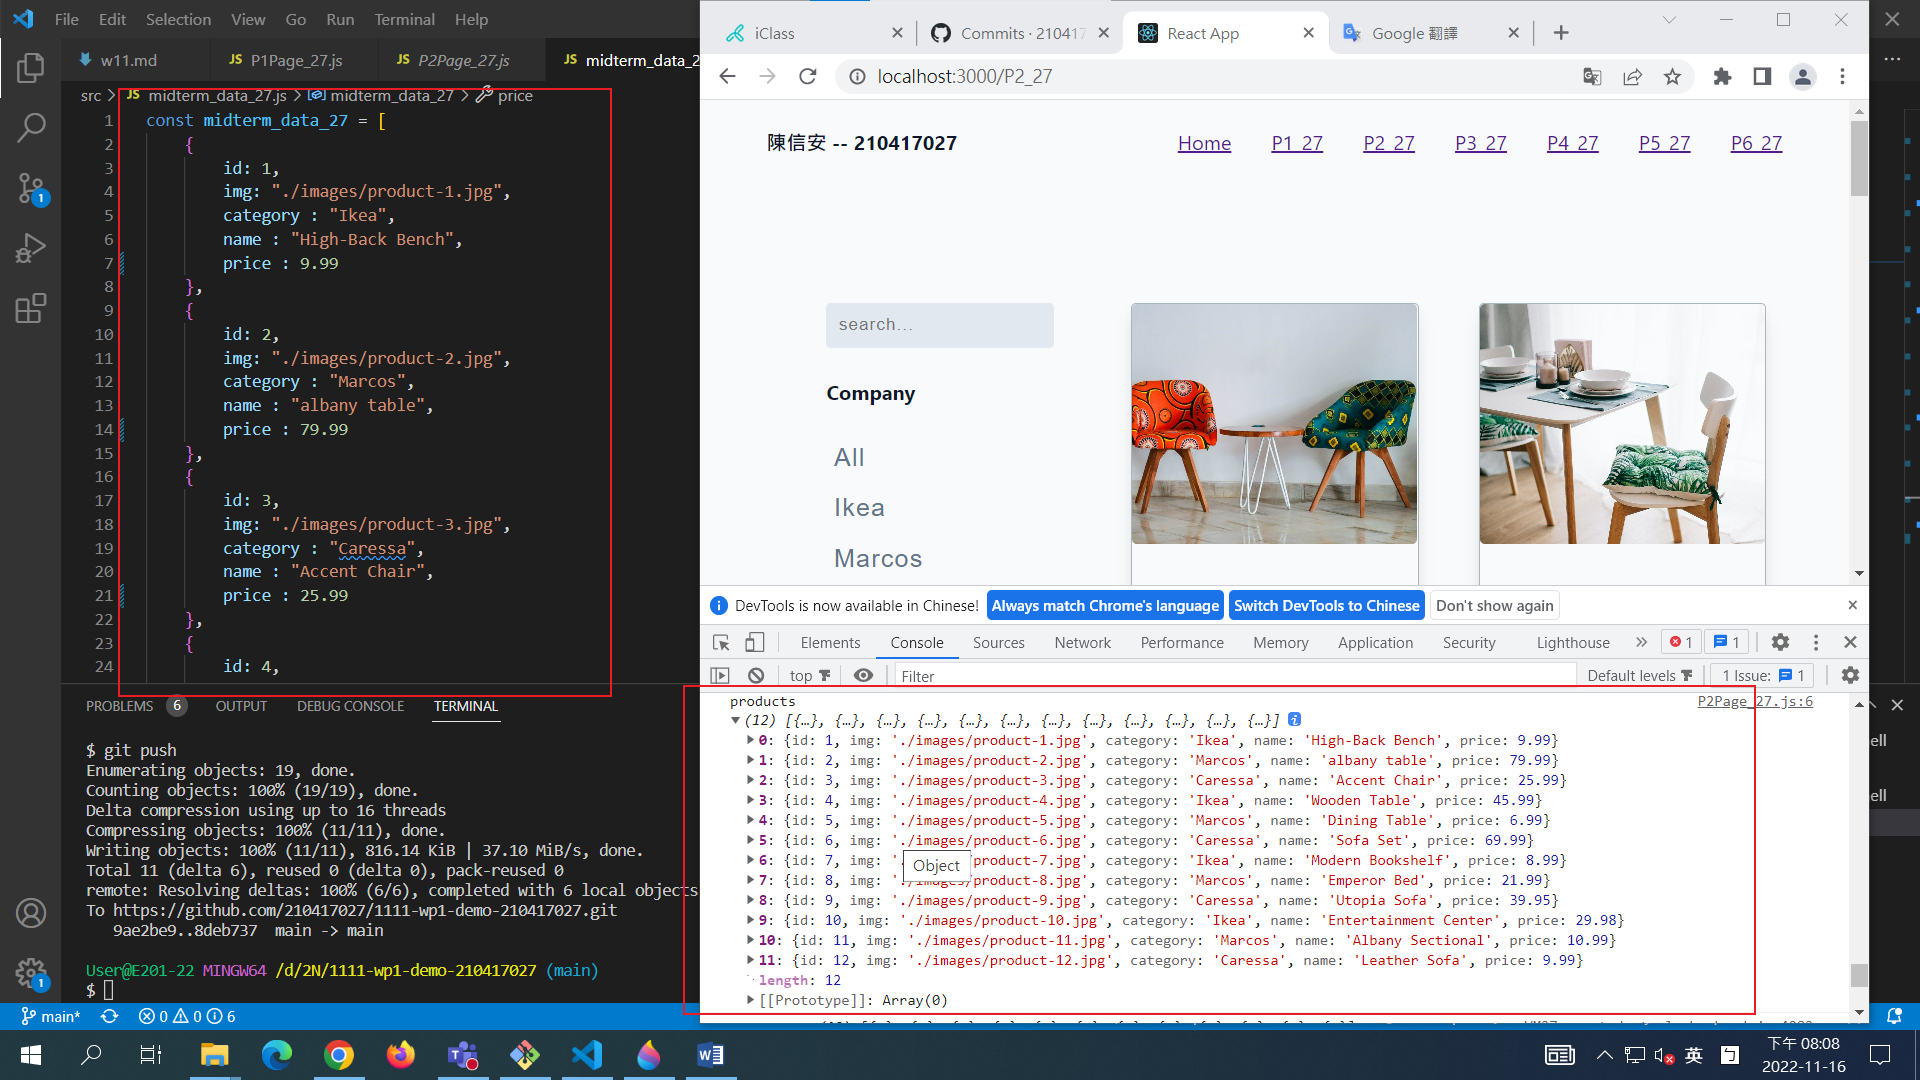 File Edit Selection View Go Run Terminal Help
w11.md
JS P1Page_27.js
JS P2Page_27.js
JS midterm_data_2
src > JS midterm_data_27.js > midterm_data_27 > price
1 const midterm_data_27 = [
2 {
3 id: 1,
4 img: "./images/product-1.jpg",
5 category : "Ikea",
6 name : "High-Back Bench",
7 price : 9.99
8 },
9 {
10 id: 2,
11 img: "./images/product-2.jpg",
12 category : "Marcos",
13 name : "albany table",
14 price : 79.99
15 },
16 {
17 id: 3,
18 img: "./images/product-3.jpg",
19 category : "Caressa",
20 name : "Accent Chair",
21 price : 25.99
22 },
23 {
24 id: 4,
PROBLEMS 6 OUTPUT DEBUG CONSOLE TERMINAL
$ git push
Enumerating objects: 19, done.
Counting objects: 100% (19/19), done.
Delta compression using up to 16 threads
Compressing objects: 100% (11/11), done.
Writing objects: 100% (11/11), 816.14 KiB | 37.10 MiB/s, done.
Total 11 (delta 6), reused 0 (delta 0), pack-reused 0
remote: Resolving deltas: 100% (6/6), completed with 6 local objects
To https://github.com/210417027/1111-wp1-demo-210417027.git
9ae2be9..8deb737 main -> main
User@E201-22 MINGW64 /d/2N/1111-wp1-demo-210417027 (main)
$
ell
ell
1
1
main* 0 0 6
iClass
Commits · 210417
React App
Google 翻譯
localhost:3000/P2_27
陳信安 -- 210417027
Home P1_27 P2_27 P3_27 P4_27 P5_27 P6_27
search...
Company
All
Ikea
Marcos
DevTools is now available in Chinese! Always match Chrome's language Switch DevTools to Chinese Don't show again
Elements Console Sources Network Performance Memory Application Security Lighthouse » 1 1
top Filter Default levels 1 Issue: 1
products P2Page_27.js:6
(12) [{…}, {…}, {…}, {…}, {…}, {…}, {…}, {…}, {…}, {…}, {…}, {…}]
0: {id: 1, img: './images/product-1.jpg', category: 'Ikea', name: 'High-Back Bench', price: 9.99}
1: {id: 2, img: './images/product-2.jpg', category: 'Marcos', name: 'albany table', price: 79.99}
2: {id: 3, img: './images/product-3.jpg', category: 'Caressa', name: 'Accent Chair', price: 25.99}
3: {id: 4, img: './images/product-4.jpg', category: 'Ikea', name: 'Wooden Table', price: 45.99}
4: {id: 5, img: './images/product-5.jpg', category: 'Marcos', name: 'Dining Table', price: 6.99}
5: {id: 6, img: './images/product-6.jpg', category: 'Caressa', name: 'Sofa Set', price: 69.99}
6: {id: 7, img: './images/product-7.jpg', category: 'Ikea', name: 'Modern Bookshelf', price: 8.99}
Object
7: {id: 8, img: './images/product-8.jpg', category: 'Marcos', name: 'Emperor Bed', price: 21.99}
8: {id: 9, img: './images/product-9.jpg', category: 'Caressa', name: 'Utopia Sofa', price: 39.95}
9: {id: 10, img: './images/product-10.jpg', category: 'Ikea', name: 'Entertainment Center', price: 29.98}
10: {id: 11, img: './images/product-11.jpg', category: 'Marcos', name: 'Albany Sectional', price: 10.99}
11: {id: 12, img: './images/product-12.jpg', category: 'Caressa', name: 'Leather Sofa', price: 9.99}
length: 12
[[Prototype]]: Array(0)
英
ㄅ
下午 08:08
2022-11-16